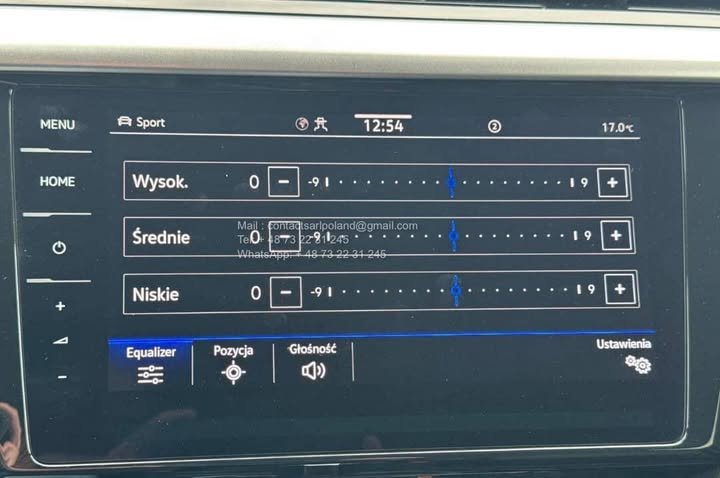 MENU
Sport
12:54
2
17.0°C
HOME
Wysok. 0 − -9 9 +
Średnie 0 − -9 9 +
Niskie 0 − -9 9 +
Mail : contactsarlpoland@gmail.com
Tel: + 48 73 22 31 245
WhatsApp: + 48 73 22 31 245
+
−
Equalizer
Pozycja
Głośność
Ustawienia